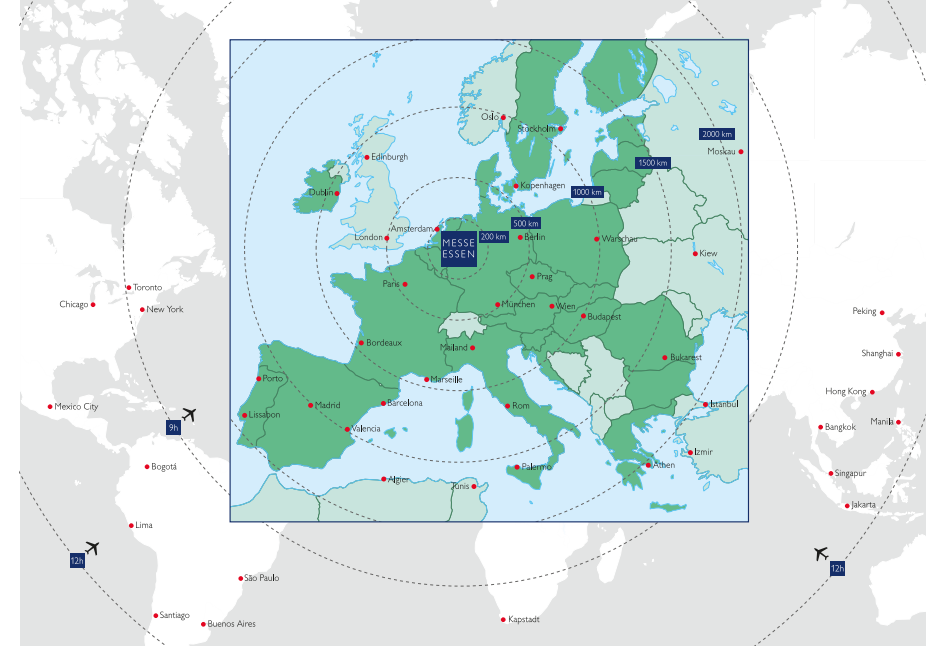 Oslo
Stockholm
2000 km
Moskau
Edinburgh
1500 km
Kopenhagen
1000 km
Dublin
Amsterdam
500 km
London
MESSE
ESSEN
200 km
Berlin
Warschau
Kiew
Prag
Paris
Toronto
Chicago
New York
München
Wien
Budapest
Peking
Bordeaux
Mailand
Bukarest
Shanghai
Porto
Marseille
Hong Kong
Mexico City
Madrid
Barcelona
Rom
Istanbul
Lissabon
9h
Valencia
Manila
Bangkok
Izmir
Bogotá
Palermo
Athen
Singapur
Algier
Tunis
Jakarta
Lima
12h
12h
São Paulo
Santiago
Buenos Aires
Kapstadt